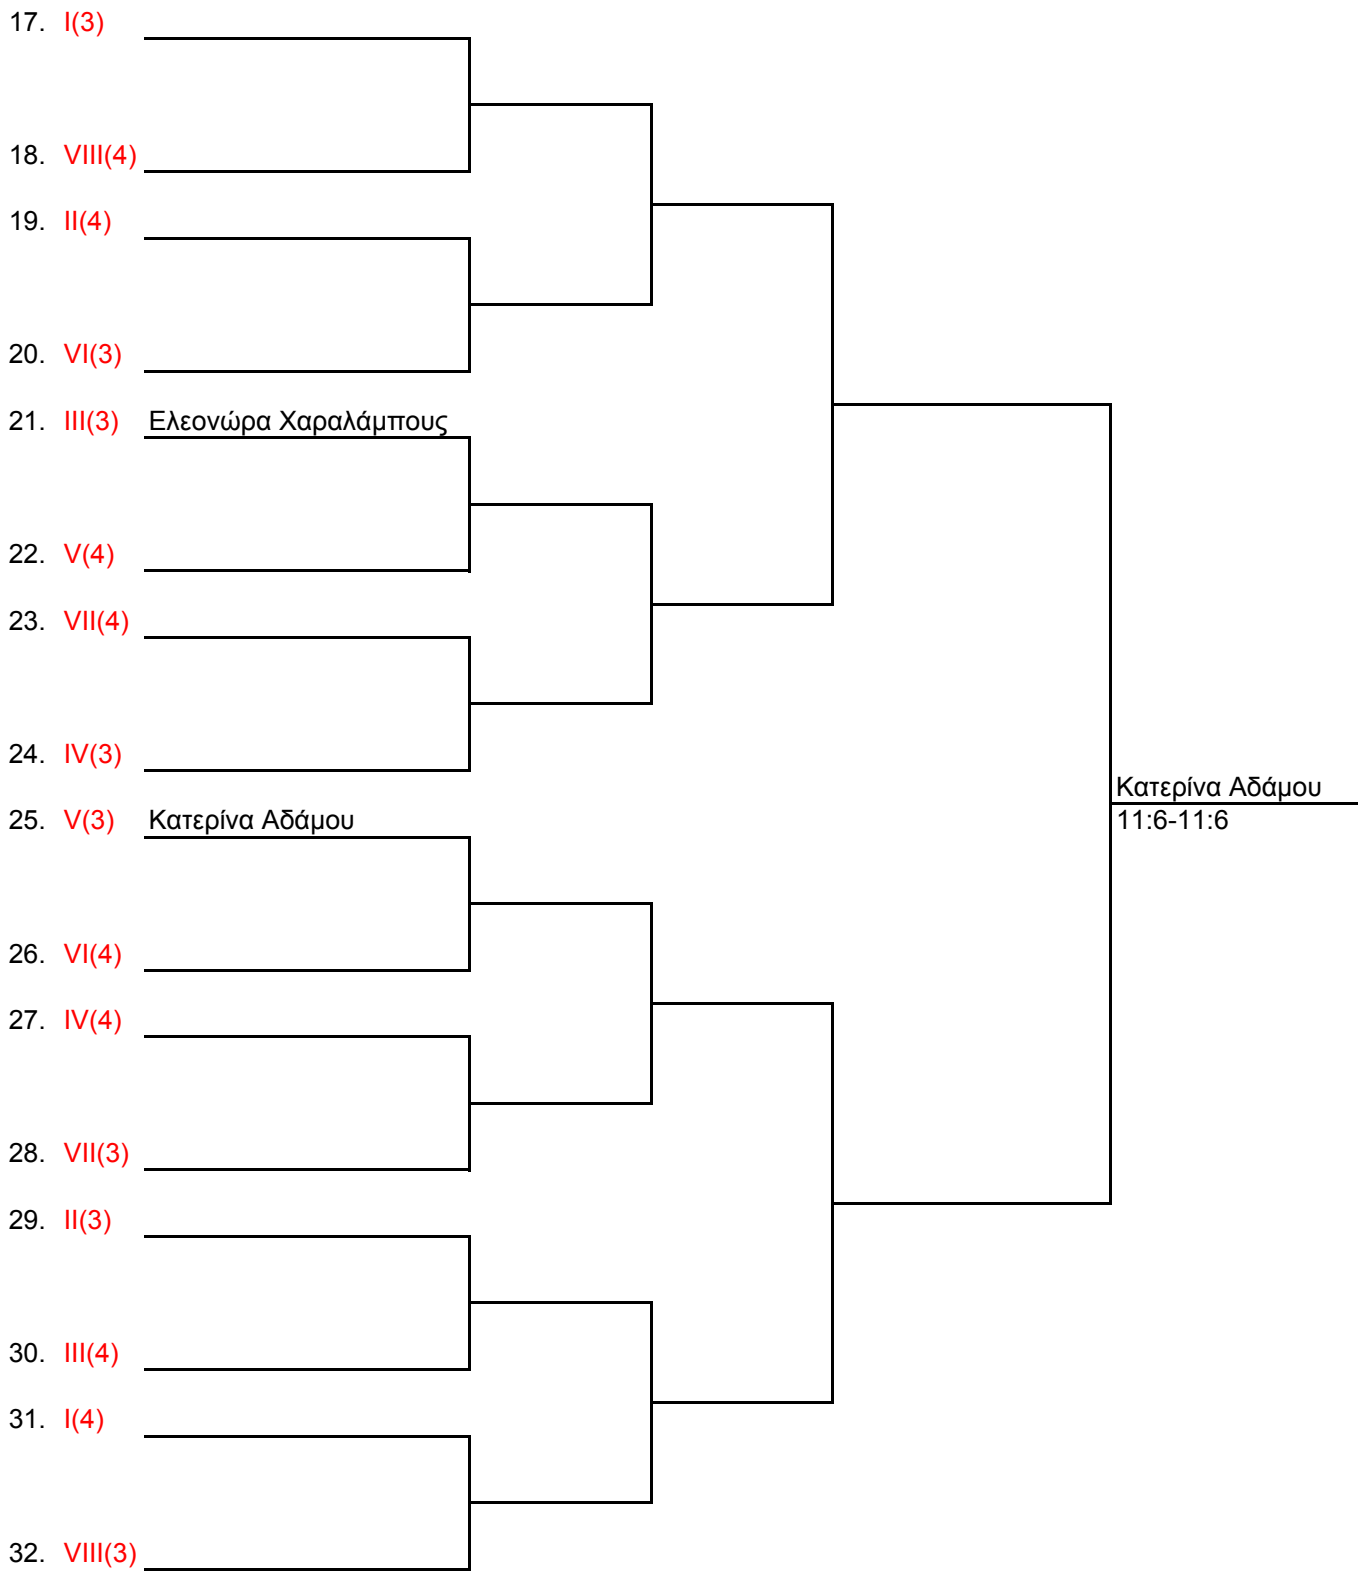 17. I(3)
18. VIII(4)
19. II(4)
20. VI(3)
21. III(3) Ελεονώρα Χαραλάμπους
22. V(4)
23. VII(4)
24. IV(3)
Κατερίνα Αδάμου
25. V(3) Κατερίνα Αδάμου
11:6-11:6
26. VI(4)
27. IV(4)
28. VII(3)
29. II(3)
30. III(4)
31. I(4)
32. VIII(3)